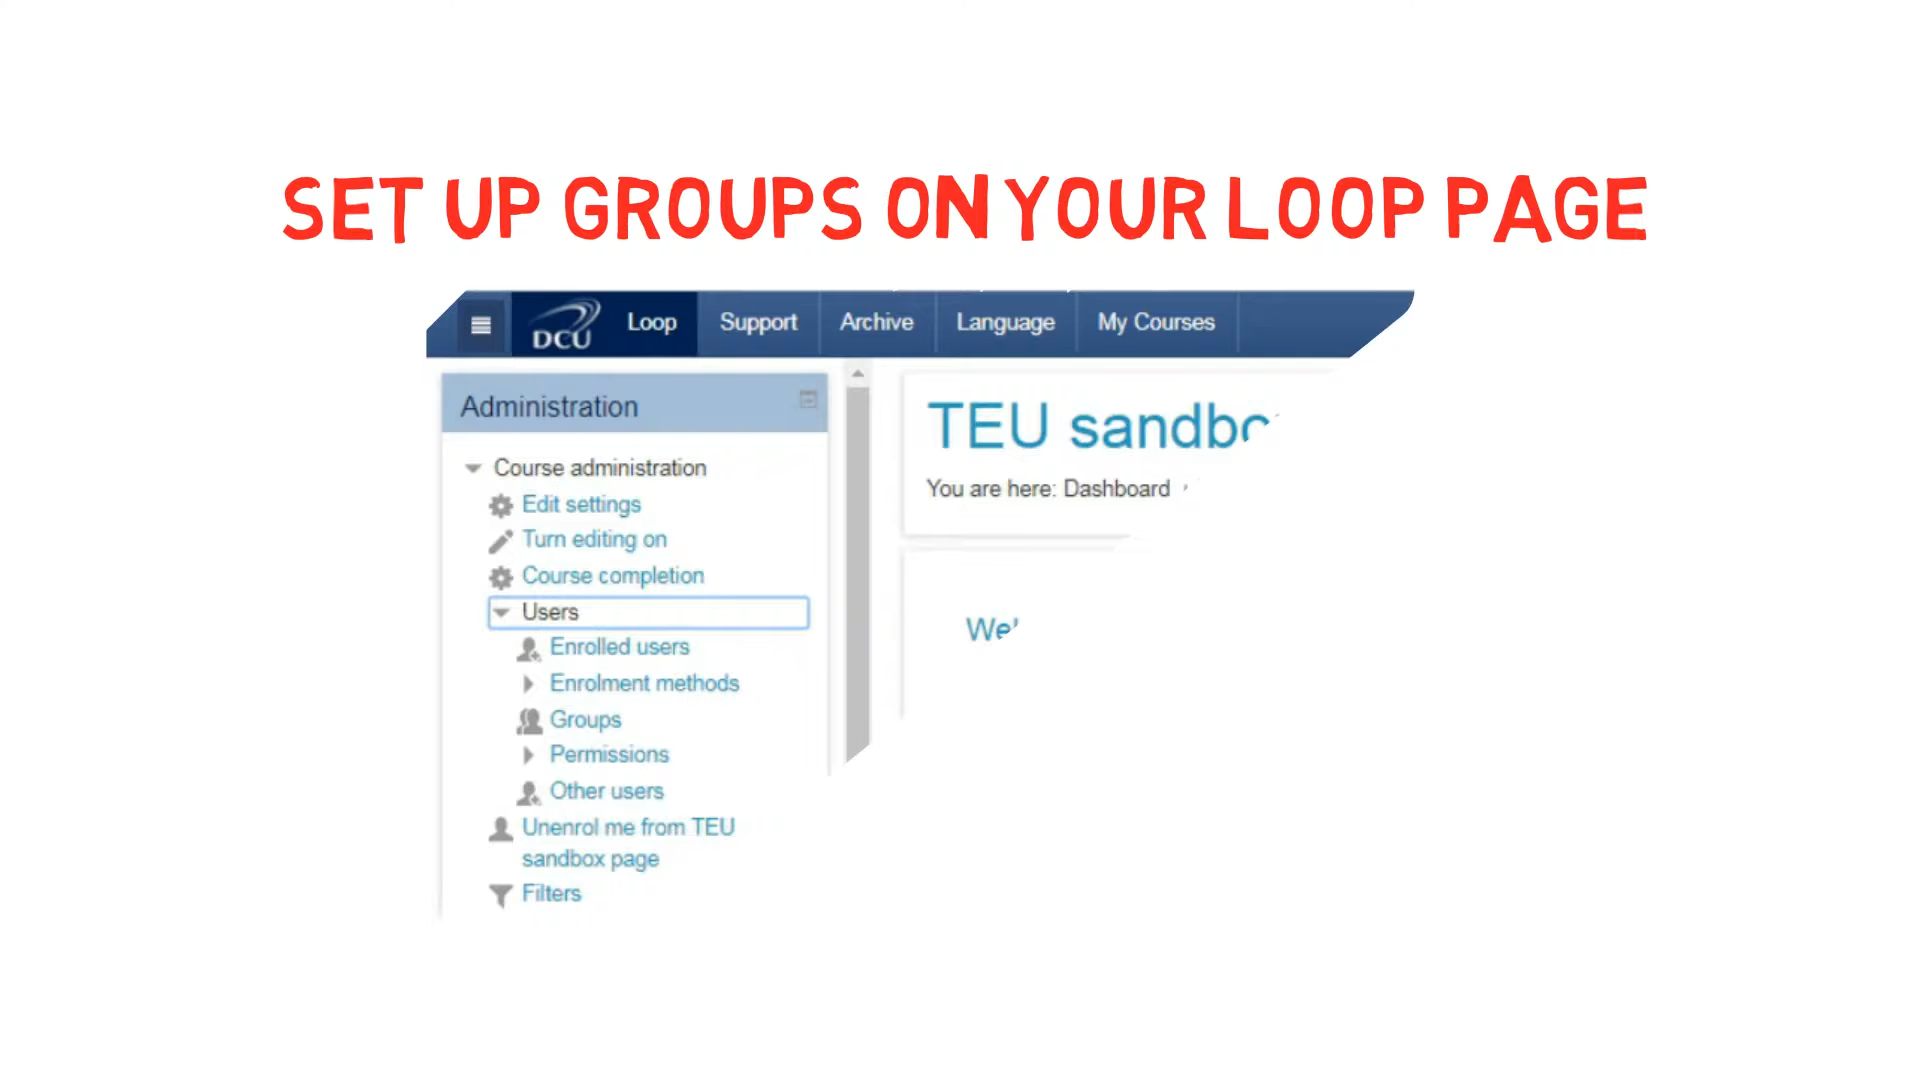 SET UP GROUPS ON YOUR LOOP PAGE
DCU Loop Support Archive Language My Courses
Administration
Course administration
Edit settings
Turn editing on
Course completion
Users
Enrolled users
Enrolment methods
Groups
Permissions
Other users
Unenrol me from TEU
sandbox page
Filters
TEU
You are here: Dashboard